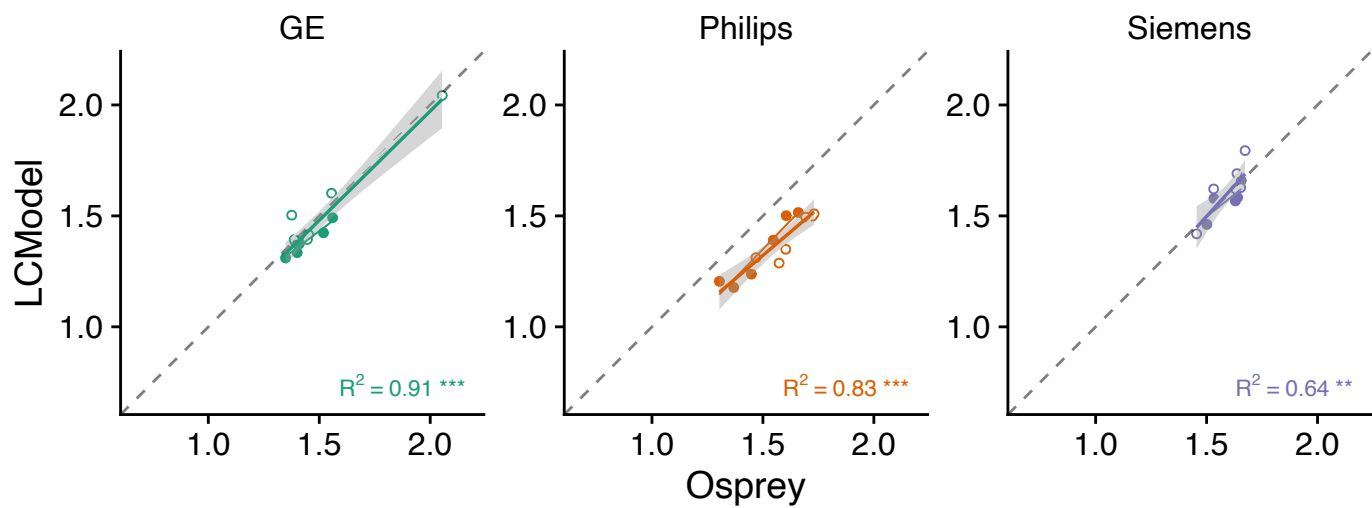 GE
Philips
Siemens
LCModel
2.0
1.5
1.0
R² = 0.91 ***
1.0 1.5 2.0
2.0
1.5
1.0
R² = 0.83 ***
1.0 1.5 2.0
2.0
1.5
1.0
R² = 0.64 **
1.0 1.5 2.0
Osprey